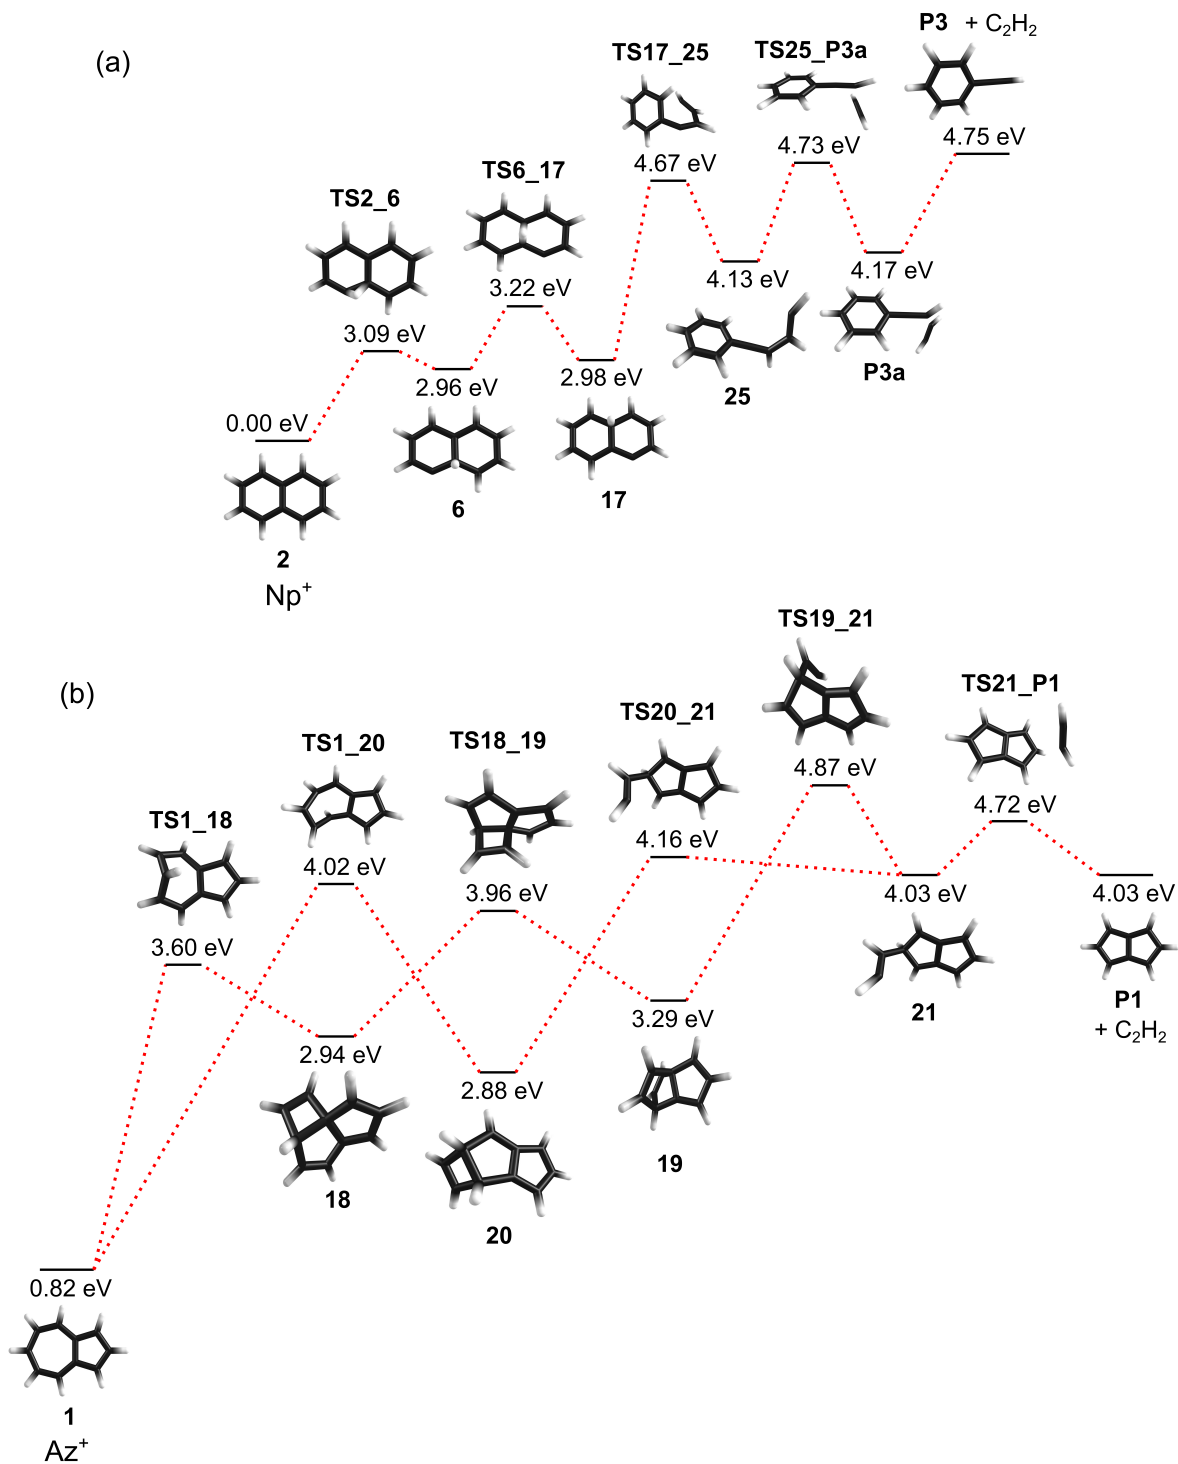 (a)
P3 + C₂H₂
TS17_25
TS25_P3a
4.67 eV
4.73 eV
4.75 eV
TS6_17
TS2_6
3.22 eV
4.13 eV
4.17 eV
3.09 eV
2.96 eV
2.98 eV
P3a
25
0.00 eV
6
17
2
Np⁺
(b)
TS19_21
TS21_P1
TS20_21
TS1_20
TS18_19
4.87 eV
TS1_18
4.72 eV
4.16 eV
4.02 eV
3.96 eV
4.03 eV
4.03 eV
3.60 eV
21
P1
+ C₂H₂
3.29 eV
2.94 eV
2.88 eV
19
18
20
0.82 eV
1
Az⁺